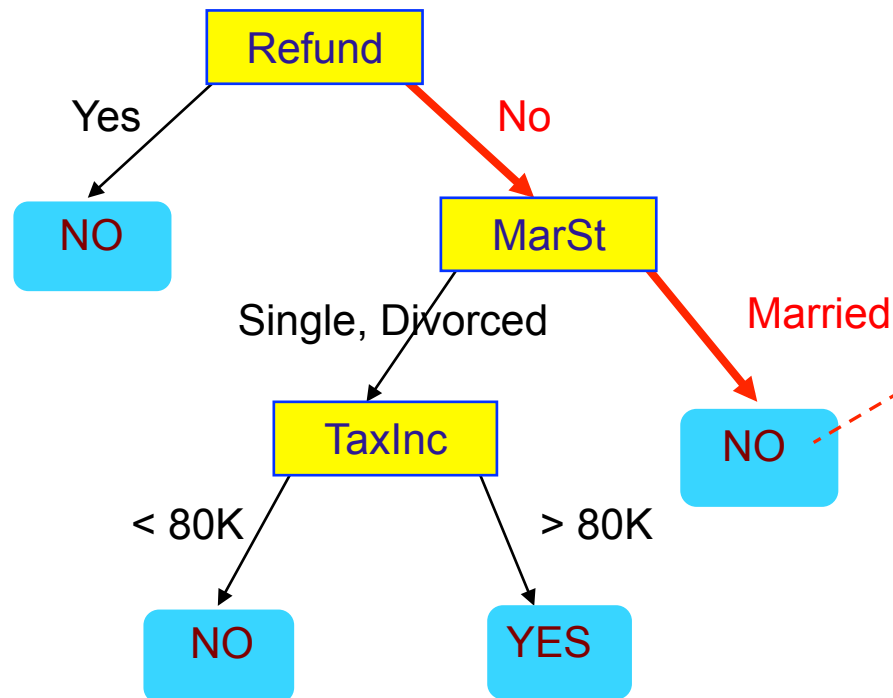 Refund
Yes
No
NO
MarSt
Single, Divorced
Married
TaxInc
NO
< 80K
> 80K
NO
YES